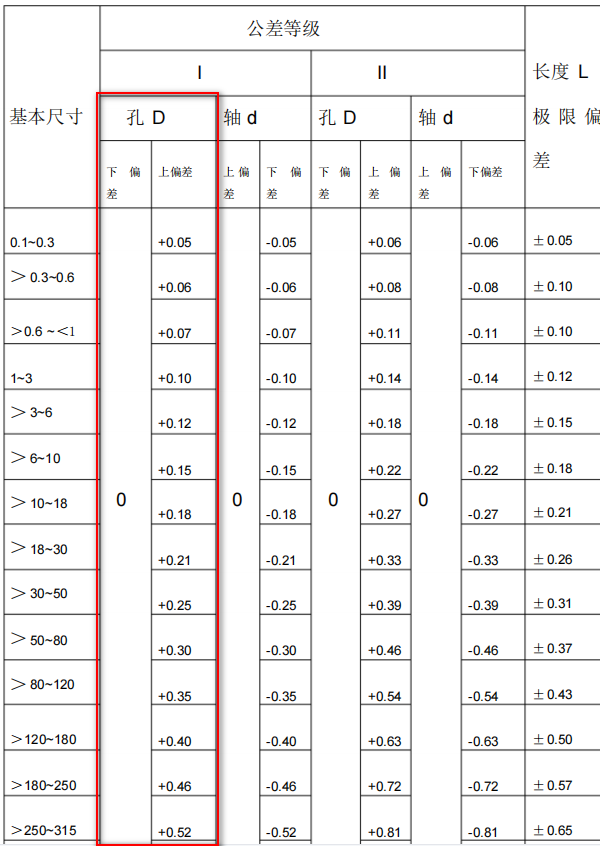 公差等级
基本尺寸 I II 长度 L 极 限 偏 差
孔 D 轴 d 孔 D 轴 d
下 偏差 上偏差 上 偏差 下 偏差 下 偏差 上 偏差 上 偏差 下偏差
0.1~0.3 +0.05 -0.05 +0.06 -0.06 ±0.05
＞0.3~0.6 +0.06 -0.06 +0.08 -0.08 ±0.10
>0.6 ~＜1 +0.07 -0.07 +0.11 -0.11 ±0.10
1~3 +0.10 -0.10 +0.14 -0.14 ±0.12
＞3~6 +0.12 -0.12 +0.18 -0.18 ±0.15
＞6~10 +0.15 -0.15 +0.22 -0.22 ±0.18
＞10~18 0 +0.18 0 -0.18 0 +0.27 0 -0.27 ±0.21
＞18~30 +0.21 -0.21 +0.33 -0.33 ±0.26
＞30~50 +0.25 -0.25 +0.39 -0.39 ±0.31
＞50~80 +0.30 -0.30 +0.46 -0.46 ±0.37
＞80~120 +0.35 -0.35 +0.54 -0.54 ±0.43
>120~180 +0.40 -0.40 +0.63 -0.63 ±0.50
>180~250 +0.46 -0.46 +0.72 -0.72 ±0.57
>250~315 +0.52 -0.52 +0.81 -0.81 ±0.65